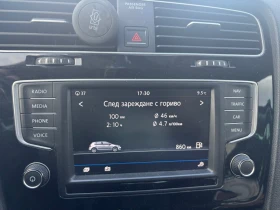 RADIO
MEDIA
PHONE
VOICE
NAV
TRAFFIC
CAR
MENU
17:30
След зареждане с гориво
100 км
Ø 46 км/ч
2:10 ч
Ø 4.7 л/100км
860 км